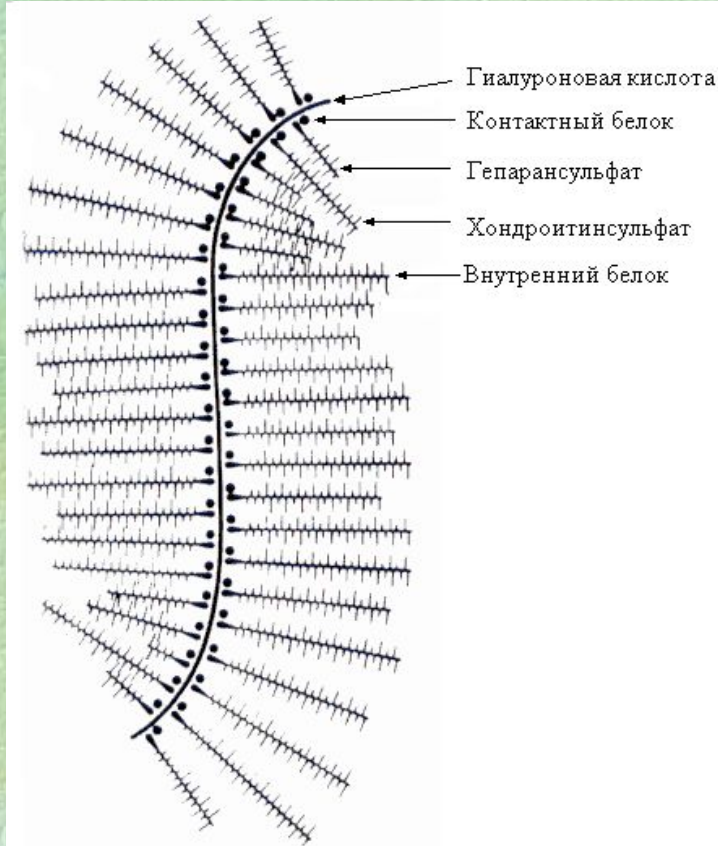 Гиалуроновая кислота
Контактный белок
Гепарансульфат
Хондроитинсульфат
Внутренний белок